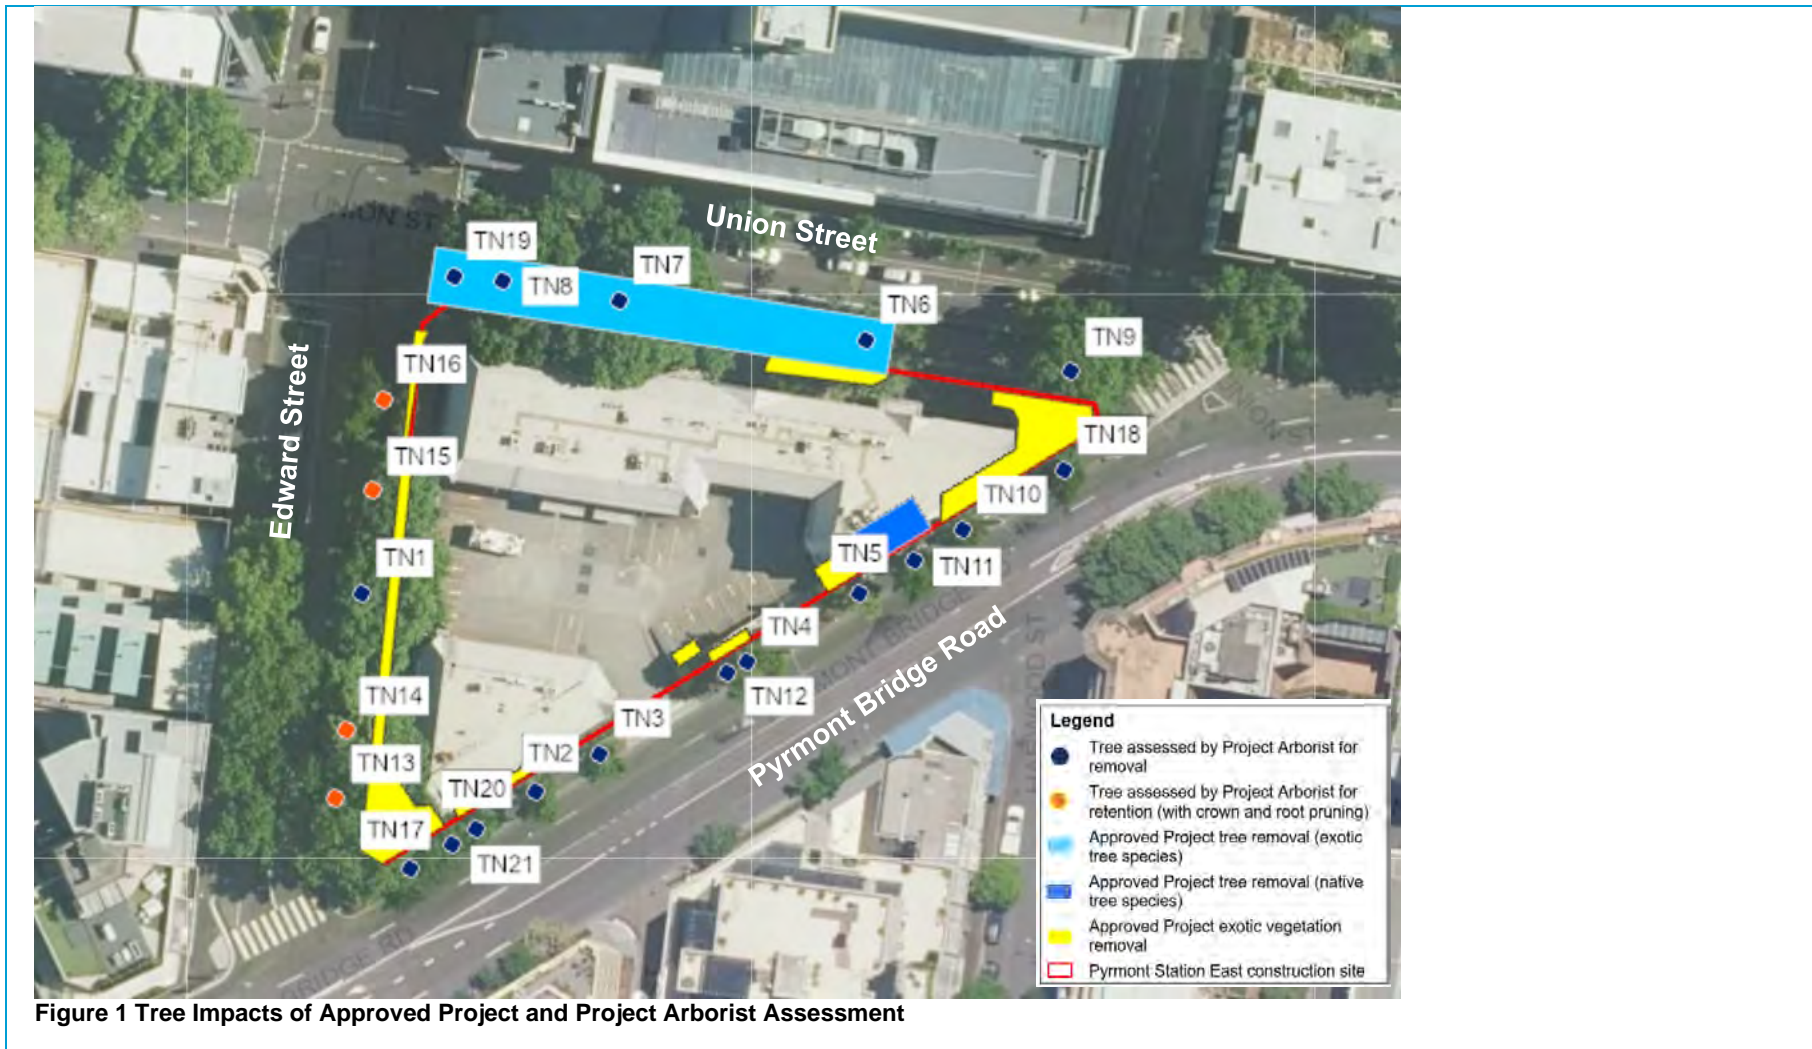 UNION ST
Union Street
TN19
TN8
TN7
TN6
TN9
TN16
TN18
TN15
TN10
Edward Street
TN1
TN5
TN11
TN4
TN14
TN12
TN3
Pyrmont Bridge Road
TN2
TN13
TN20
TN17
TN21
BRIDGE RD
Legend
Tree assessed by Project Arborist for
removal
Tree assessed by Project Arborist for
retention (with crown and root pruning)
Approved Project tree removal (exotic
tree species)
Approved Project tree removal (native
tree species)
Approved Project exotic vegetation
removal
Pyrmont Station East construction site
Figure 1 Tree Impacts of Approved Project and Project Arborist Assessment